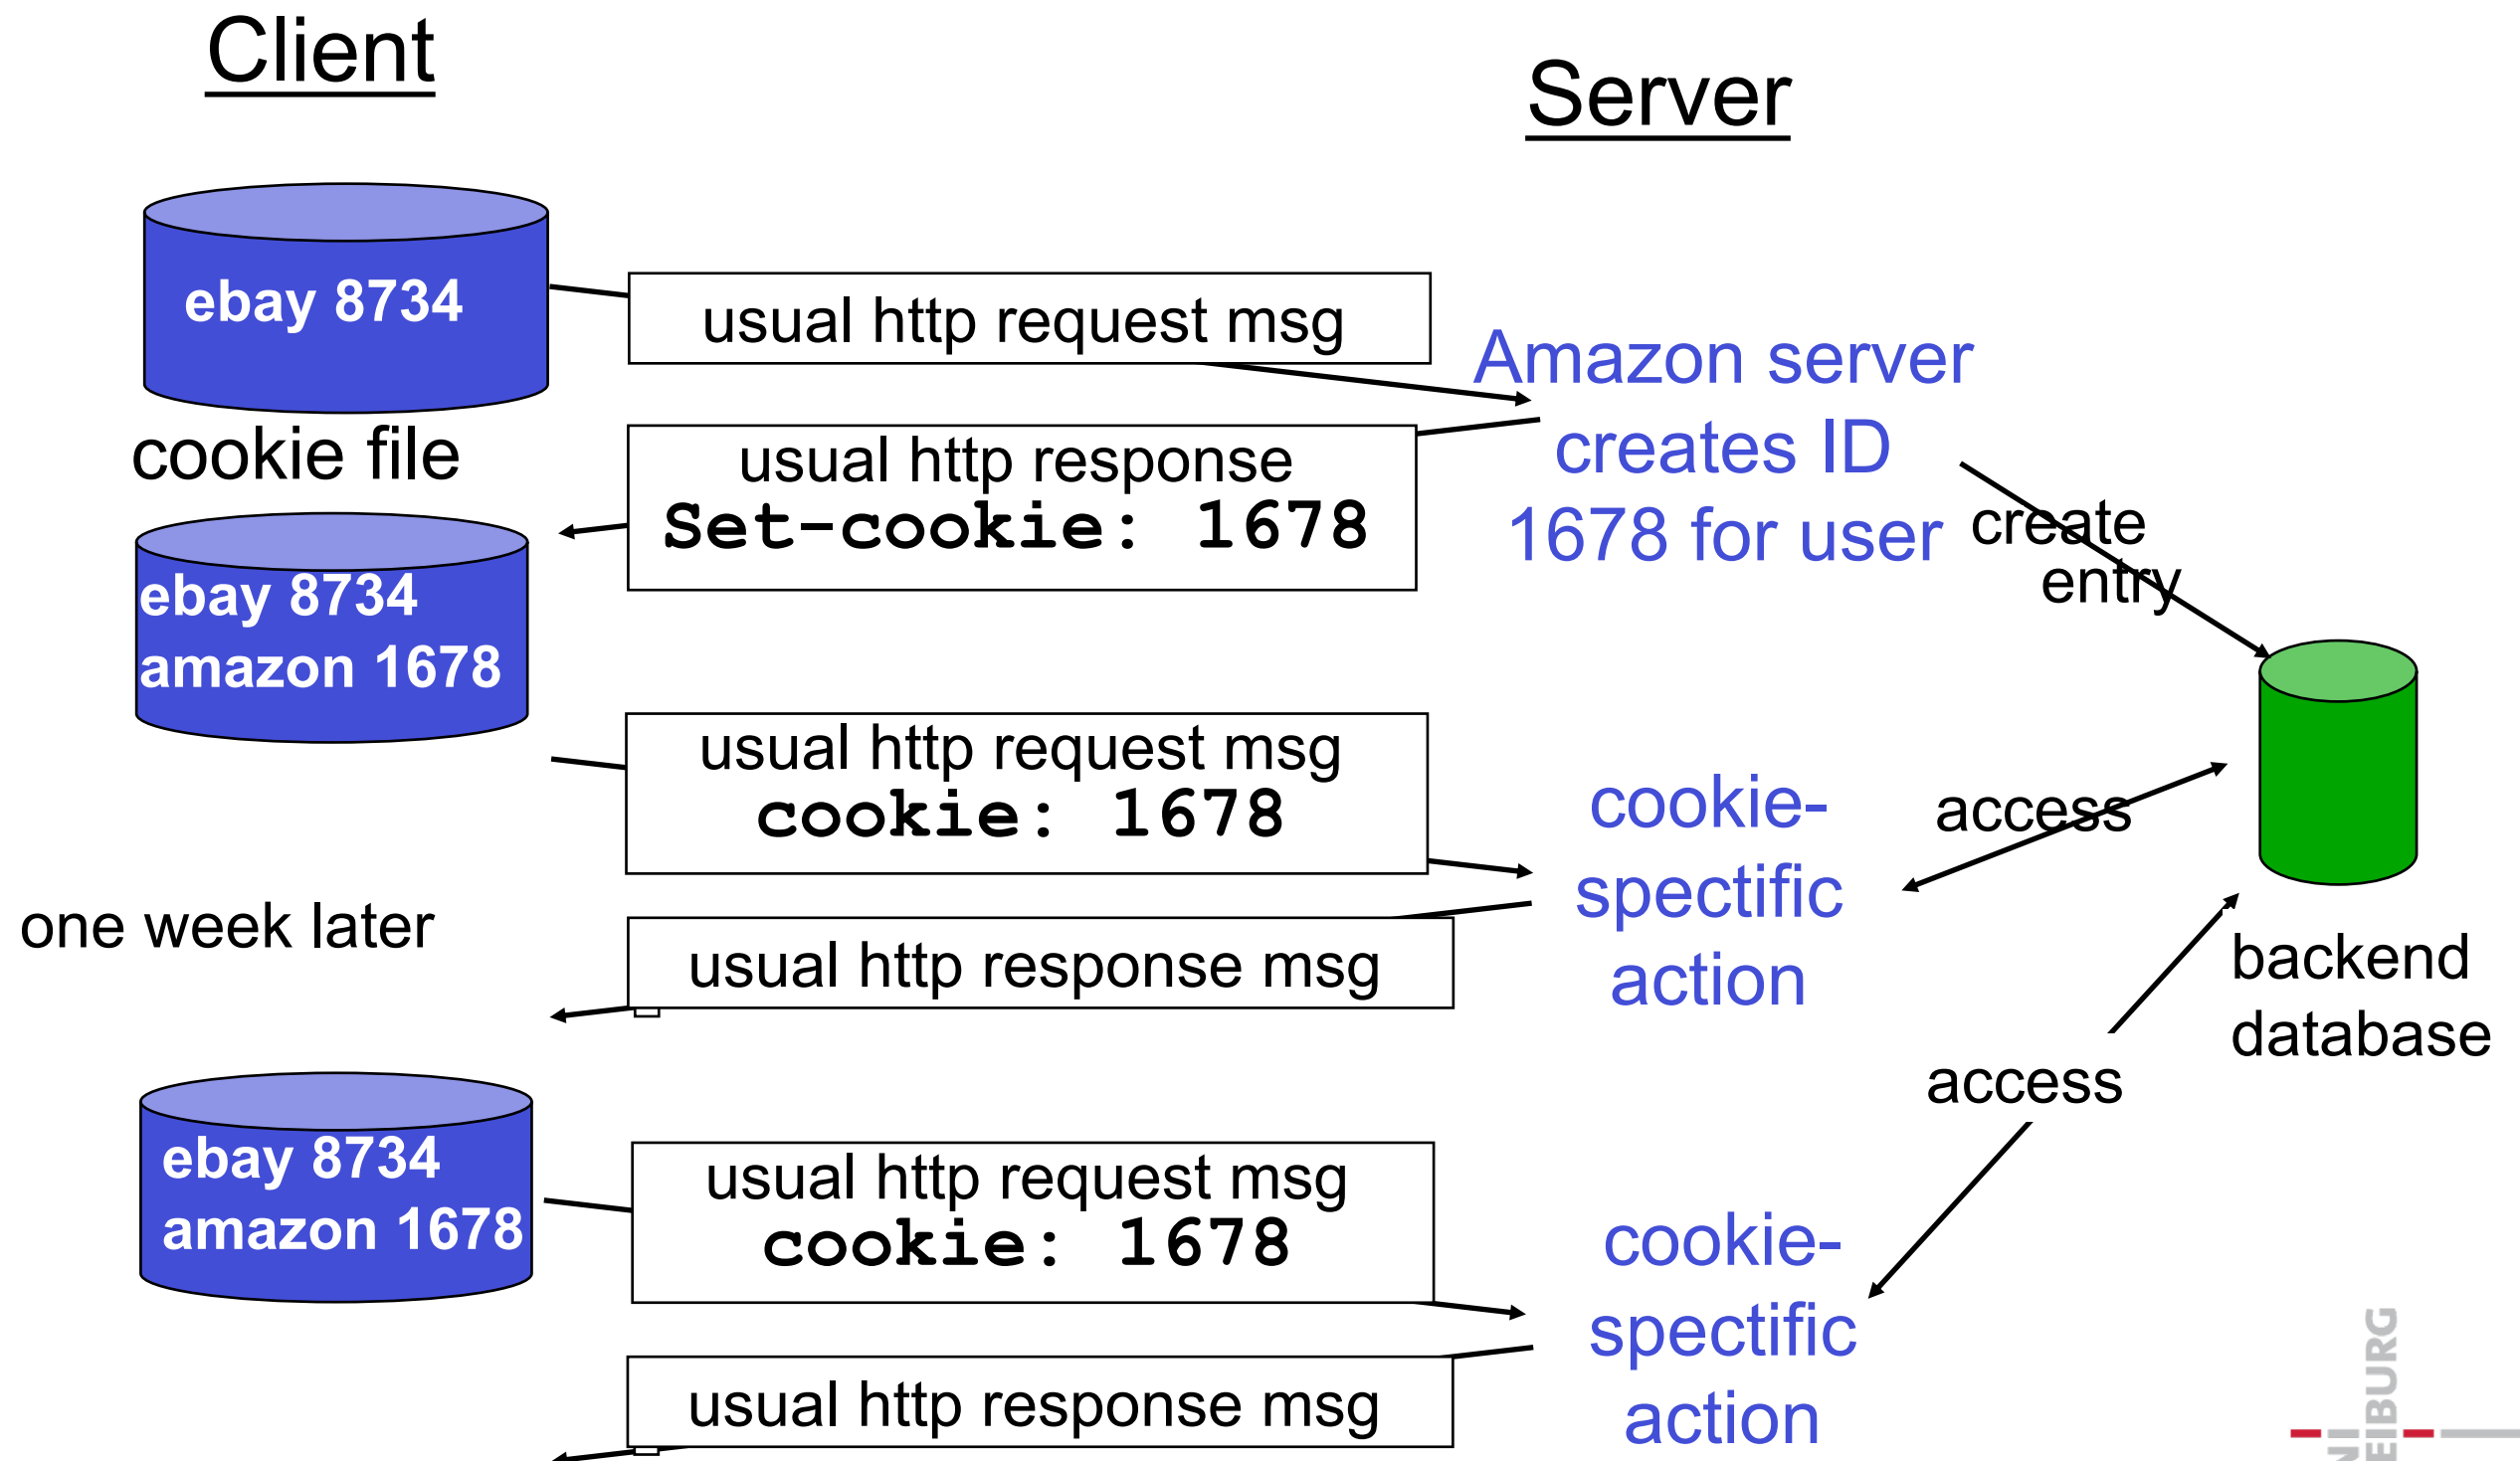 Client
Server
ebay 8734
cookie file
usual http request msg
Amazon server
creates ID
1678 for user
usual http response
Set-cookie: 1678
create
entry
ebay 8734
amazon 1678
usual http request msg
cookie: 1678
cookie-
spectific
action
access
one week later
usual http response msg
backend
database
access
ebay 8734
amazon 1678
usual http request msg
cookie: 1678
cookie-
spectific
action
usual http response msg